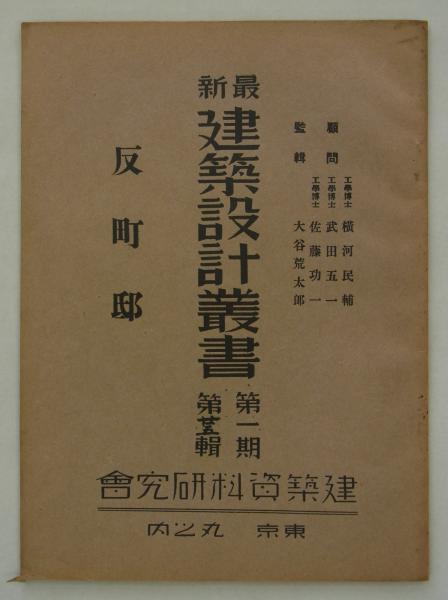 工學博士 横河民輔
顧問 工學博士 武田五一
工學博士 佐藤功一
監輯 大谷荒太郎
最新
建築設計叢書
第一期
第廿五輯
反町邸
建築資料研究會
東京 丸之内